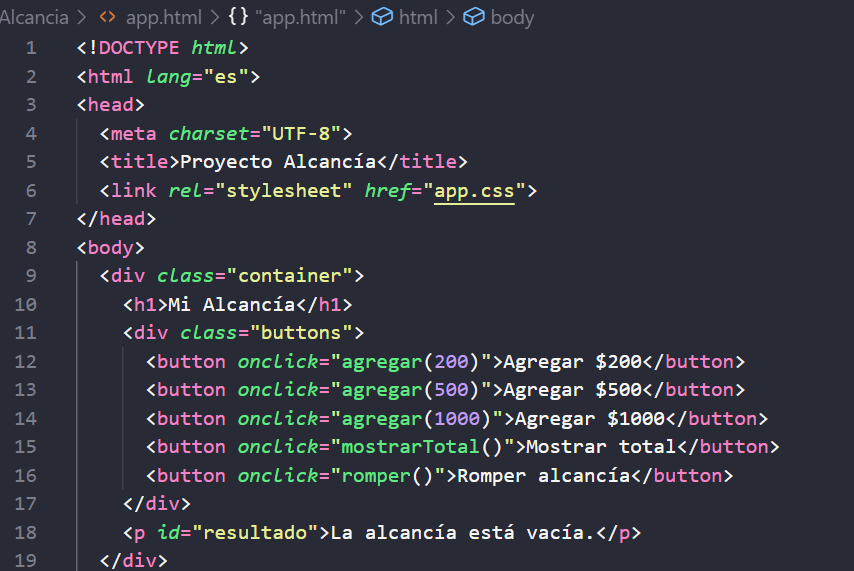 Alcancia > <> app.html > {} "app.html" > html > body
1 <!DOCTYPE html>
2 <html lang="es">
3 <head>
4   <meta charset="UTF-8">
5   <title>Proyecto Alcancía</title>
6   <link rel="stylesheet" href="app.css">
7 </head>
8 <body>
9   <div class="container">
10     <h1>Mi Alcancía</h1>
11     <div class="buttons">
12       <button onclick="agregar(200)">Agregar $200</button>
13       <button onclick="agregar(500)">Agregar $500</button>
14       <button onclick="agregar(1000)">Agregar $1000</button>
15       <button onclick="mostrarTotal()">Mostrar total</button>
16       <button onclick="romper()">Romper alcancía</button>
17     </div>
18     <p id="resultado">La alcancía está vacía.</p>
19   </div>